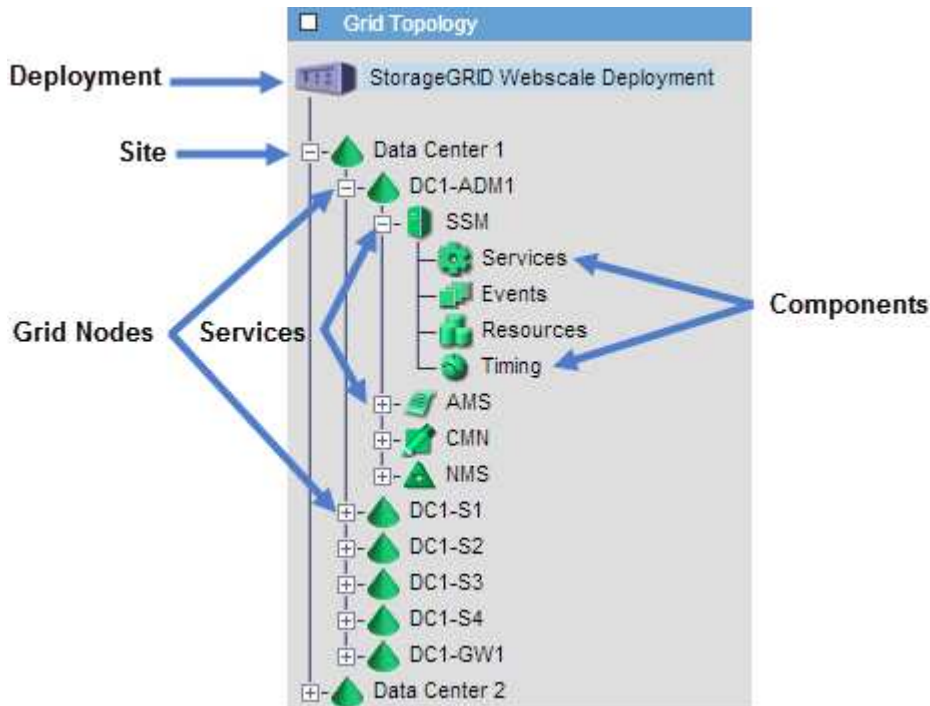 Grid Topology
Deployment
StorageGRID Webscale Deployment
Site
Data Center 1
DC1-ADM1
SSM
Services
Events
Components
Grid Nodes
Services
Resources
Timing
AMS
CMN
NMS
DC1-S1
DC1-S2
DC1-S3
DC1-S4
DC1-GW1
Data Center 2